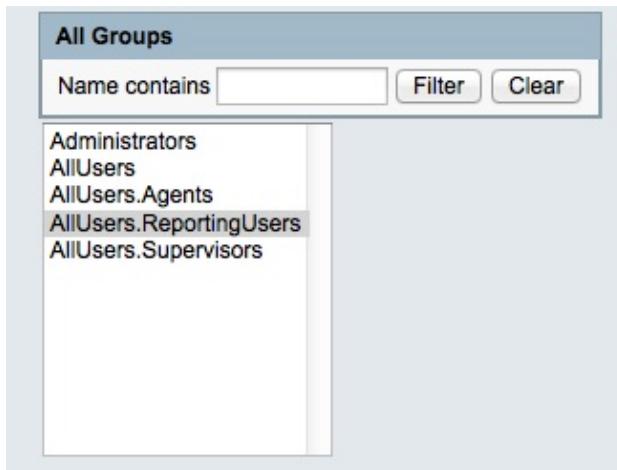 All Groups
Name contains Filter Clear
Administrators
AllUsers
AllUsers.Agents
AllUsers.ReportingUsers
AllUsers.Supervisors